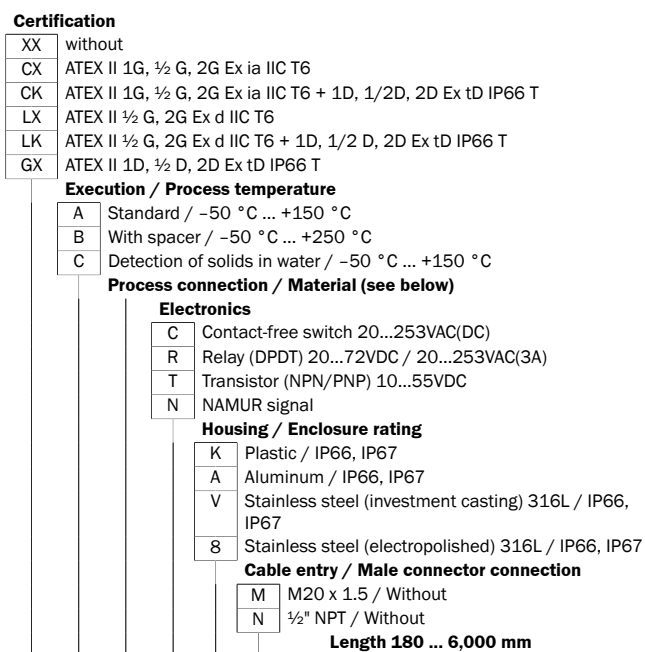 Certification
XX without
CX ATEX II 1G, ½ G, 2G Ex ia IIC T6
CK ATEX II 1G, ½ G, 2G Ex ia IIC T6 + 1D, 1/2D, 2D Ex tD IP66 T
LX ATEX II ½ G, 2G Ex d IIC T6
LK ATEX II ½ G, 2G Ex d IIC T6 + 1D, 1/2 D, 2D Ex tD IP66 T
GX ATEX II 1D, ½ D, 2D Ex tD IP66 T
Execution / Process temperature
A Standard / –50 °C ... +150 °C
B With spacer / –50 °C ... +250 °C
C Detection of solids in water / –50 °C ... +150 °C
Process connection / Material (see below)
Electronics
C Contact-free switch 20...253VAC(DC)
R Relay (DPDT) 20...72VDC / 20...253VAC(3A)
T Transistor (NPN/PNP) 10...55VDC
N NAMUR signal
Housing / Enclosure rating
K Plastic / IP66, IP67
A Aluminum / IP66, IP67
V Stainless steel (investment casting) 316L / IP66,
IP67
8 Stainless steel (electropolished) 316L / IP66, IP67
Cable entry / Male connector connection
M M20 x 1.5 / Without
N ½" NPT / Without
Length 180 ... 6,000 mm